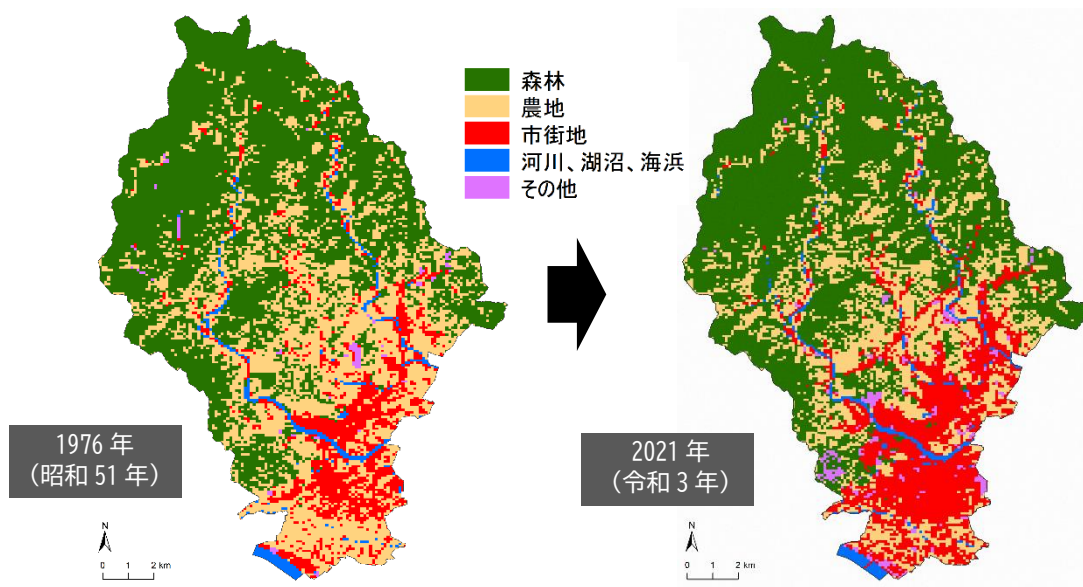 森林
農地
市街地
河川、湖沼、海浜
その他
1976 年
（昭和 51 年）
2021 年
（令和 3 年）
N
0 1 2 km
N
0 1 2 km